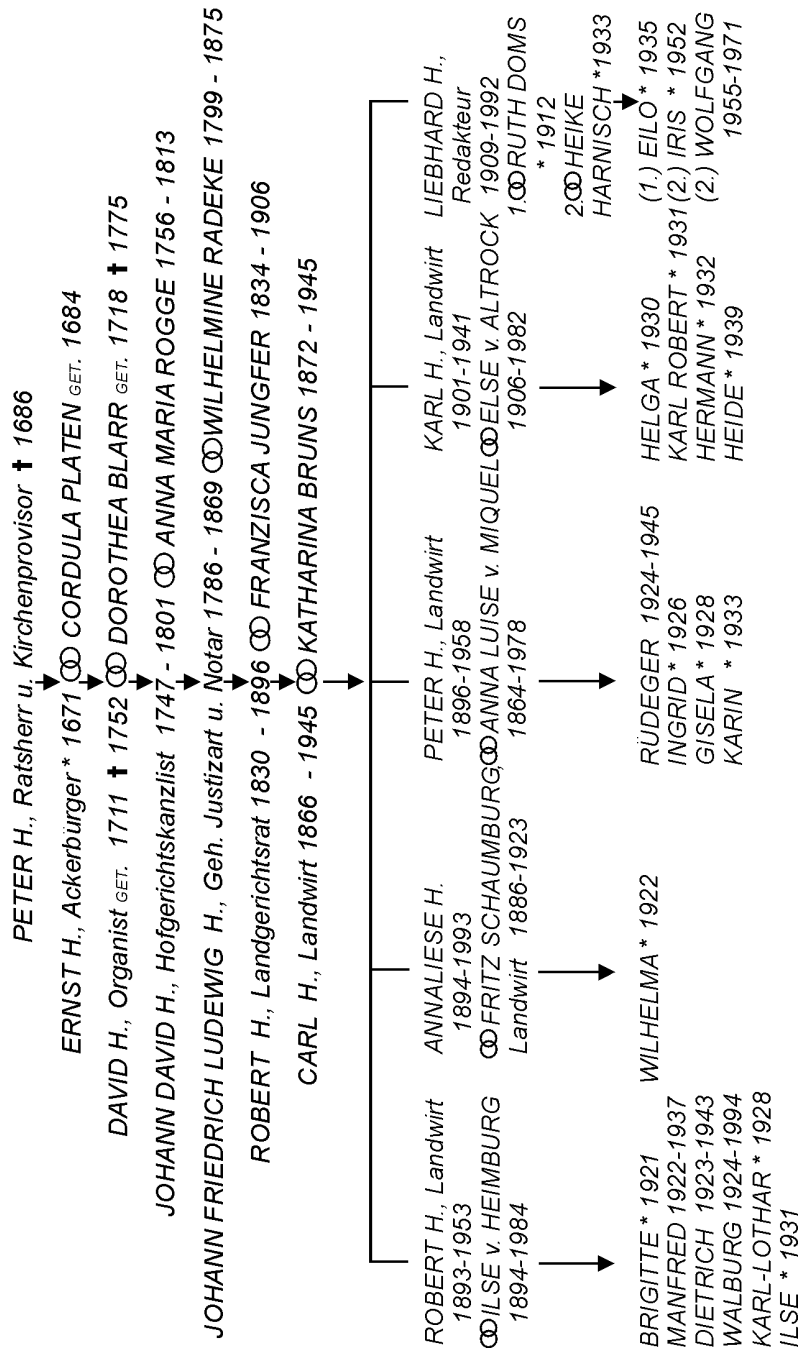 PETER H., Ratsherr u. Kirchenprovisor ✝ 1686
ERNST H., Ackerbürger * 1671 ⚭ CORDULA PLATEN GET. 1684
DAVID H., Organist GET. 1711 ✝ 1752 ⚭ DOROTHEA BLARR GET. 1718 ✝ 1775
JOHANN DAVID H., Hofgerichtskanzlist 1747 - 1801 ⚭ ANNA MARIA ROGGE 1756 - 1813
JOHANN FRIEDRICH LUDEWIG H., Geh. Justizart u. Notar 1786 - 1869 ⚭ WILHELMINE RADEKE 1799 - 1875
ROBERT H., Landgerichtsrat 1830 - 1896 ⚭ FRANZISCA JUNGFER 1834 - 1906
CARL H., Landwirt 1866 - 1945 ⚭ KATHARINA BRUNS 1872 - 1945
ROBERT H., Landwirt
1893-1953
⚭ ILSE v. HEIMBURG
1894-1984
BRIGITTE * 1921
MANFRED 1922-1937
DIETRICH 1923-1943
WALBURG 1924-1994
KARL-LOTHAR * 1928
ILSE * 1931
ANNALIESE H.
1894-1993
⚭ FRITZ SCHAUMBURG,
Landwirt 1886-1923
WILHELMA * 1922
PETER H., Landwirt
1896-1958
⚭ ANNA LUISE v. MIQUEL
1864-1978
RÜDEGER 1924-1945
INGRID * 1926
GISELA * 1928
KARIN * 1933
KARL H., Landwirt
1901-1941
⚭ ELSE v. ALTROCK
1906-1982
HELGA * 1930
KARL ROBERT * 1931
HERMANN * 1932
HEIDE * 1939
LIEBHARD H.,
Redakteur
1909-1992
1.⚭ RUTH DOMS
* 1912
2.⚭ HEIKE
HARNISCH *1933
(1.) EILO * 1935
(2.) IRIS * 1952
(2.) WOLFGANG
1955-1971